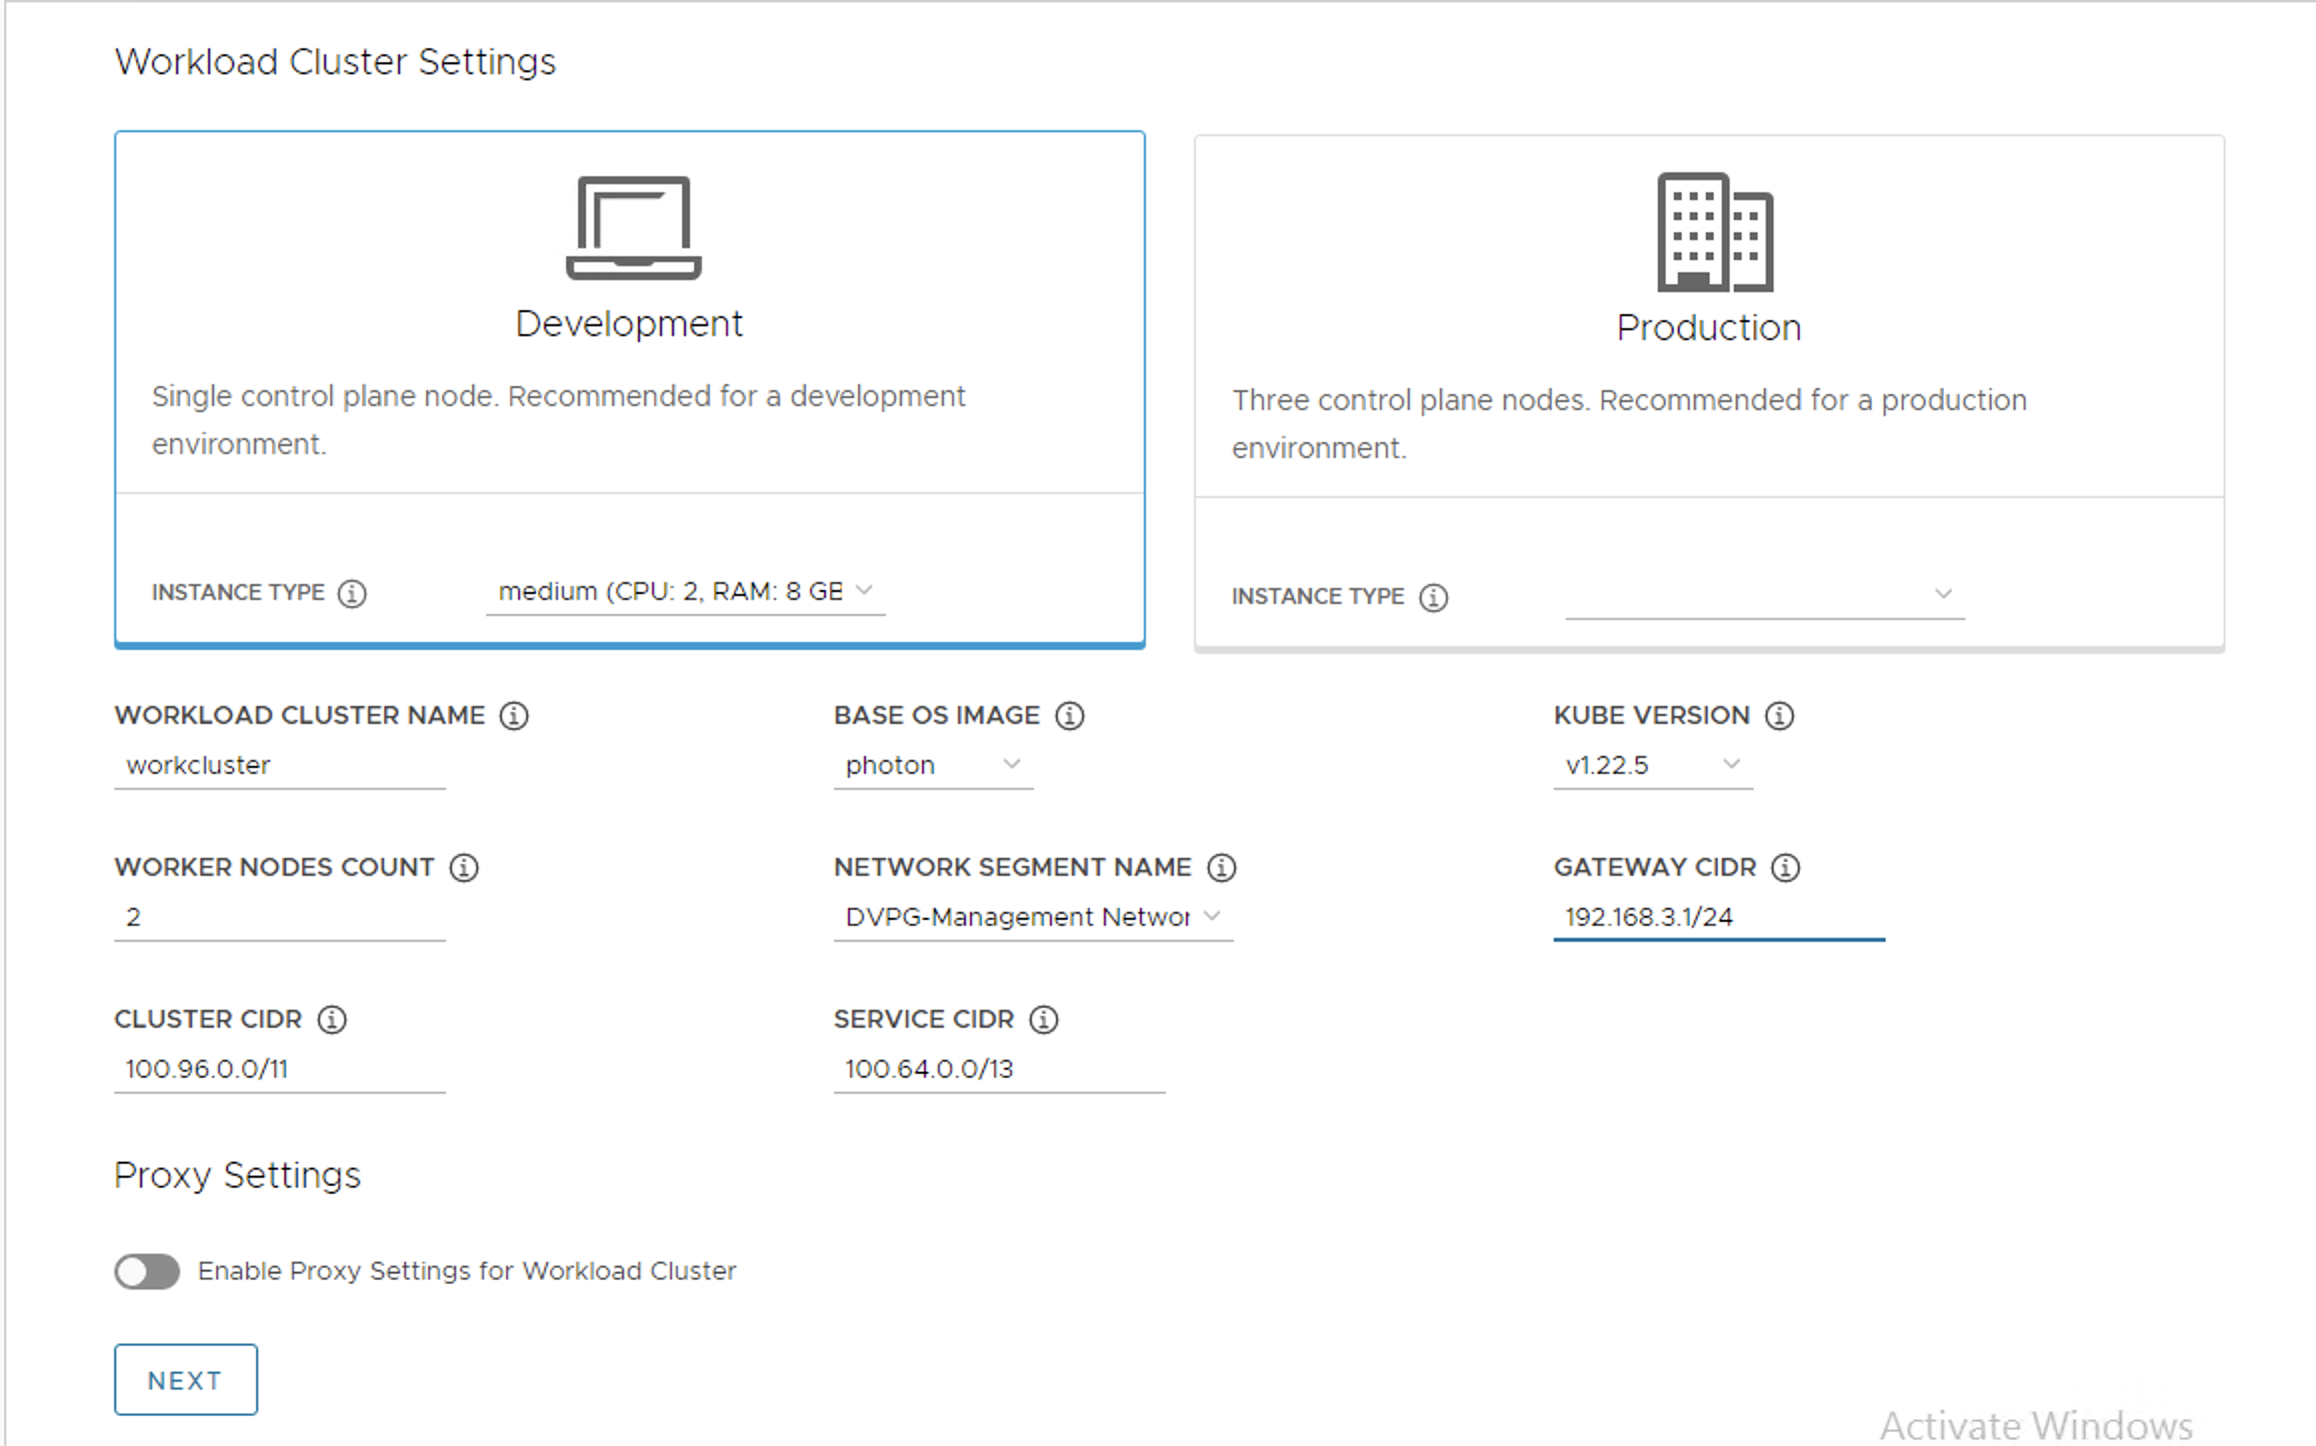 Workload Cluster Settings
Development
Single control plane node. Recommended for a development
environment.
INSTANCE TYPE
medium (CPU: 2, RAM: 8 GB
Production
Three control plane nodes. Recommended for a production
environment.
INSTANCE TYPE
WORKLOAD CLUSTER NAME
workcluster
BASE OS IMAGE
photon
KUBE VERSION
v1.22.5
WORKER NODES COUNT
2
NETWORK SEGMENT NAME
DVPG-Management Networ
GATEWAY CIDR
192.168.3.1/24
CLUSTER CIDR
100.96.0.0/11
SERVICE CIDR
100.64.0.0/13
Proxy Settings
Enable Proxy Settings for Workload Cluster
NEXT
Activate Windows